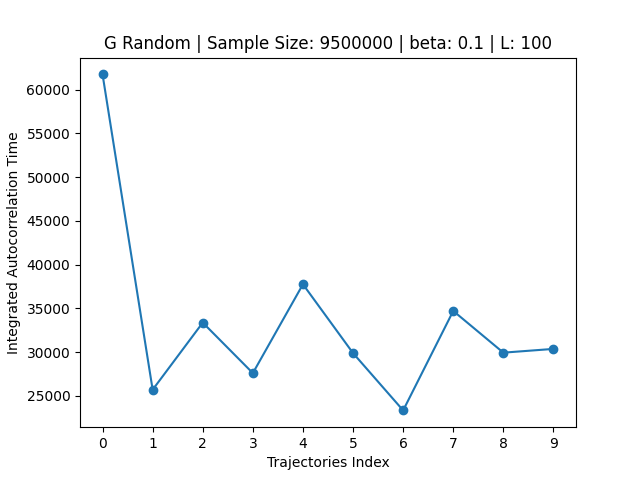 G Random | Sample Size: 9500000 | beta: 0.1 | L: 100
Integrated Autocorrelation Time
60000
55000
50000
45000
40000
35000
30000
25000
0 1 2 3 4 5 6 7 8 9
Trajectories Index